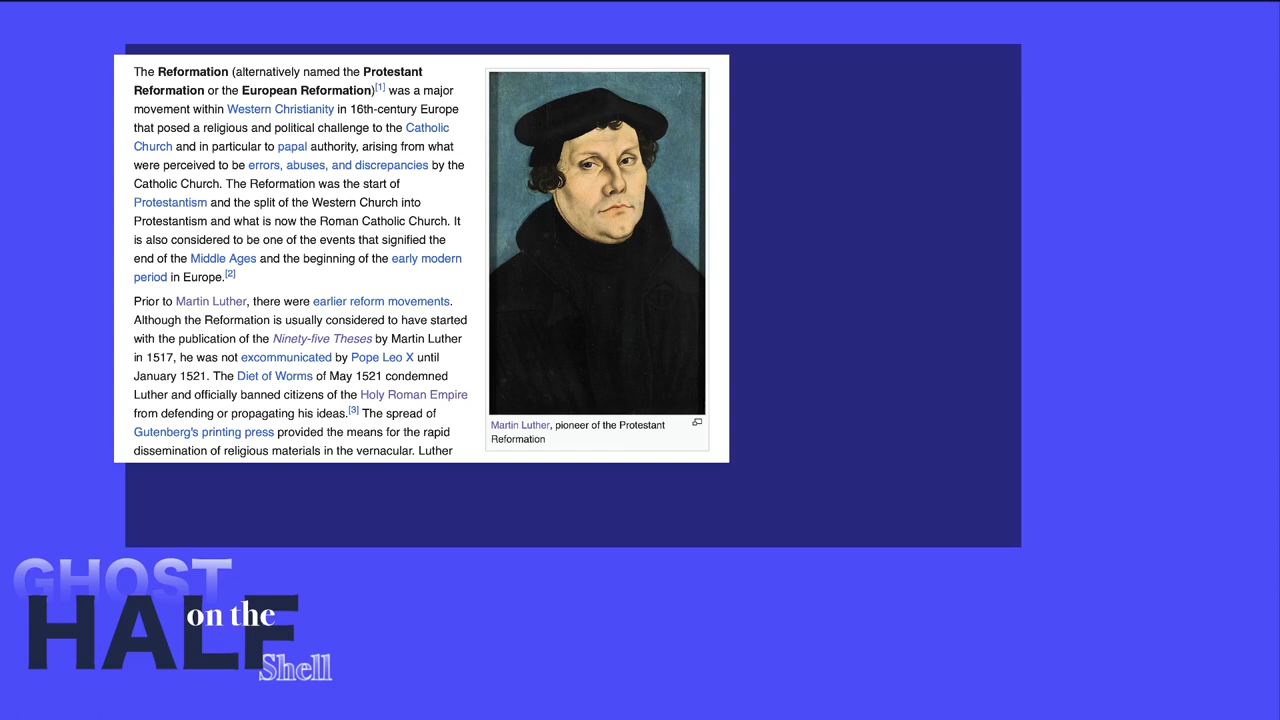 The Reformation (alternatively named the Protestant
Reformation or the European Reformation)[1] was a major
movement within Western Christianity in 16th-century Europe
that posed a religious and political challenge to the Catholic
Church and in particular to papal authority, arising from what
were perceived to be errors, abuses, and discrepancies by the
Catholic Church. The Reformation was the start of
Protestantism and the split of the Western Church into
Protestantism and what is now the Roman Catholic Church. It
is also considered to be one of the events that signified the
end of the Middle Ages and the beginning of the early modern
period in Europe.[2]
Prior to Martin Luther, there were earlier reform movements.
Although the Reformation is usually considered to have started
with the publication of the Ninety-five Theses by Martin Luther
in 1517, he was not excommunicated by Pope Leo X until
January 1521. The Diet of Worms of May 1521 condemned
Luther and officially banned citizens of the Holy Roman Empire
from defending or propagating his ideas.[3] The spread of
Gutenberg's printing press provided the means for the rapid
dissemination of religious materials in the vernacular. Luther
Martin Luther, pioneer of the Protestant
Reformation
GHOST
on the
HALF
Shell